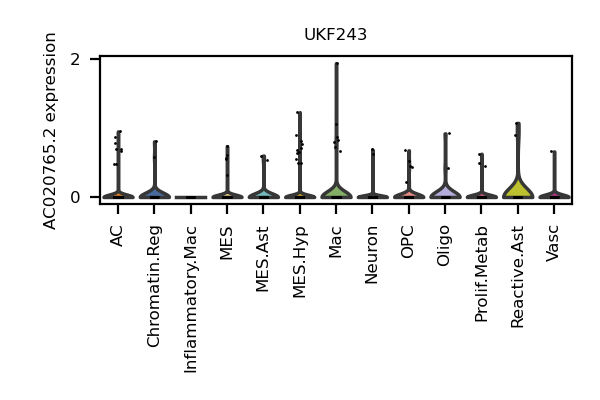 UKF243
AC020765.2 expression
2
0
AC
Chromatin.Reg
Inflammatory.Mac
MES
MES.Ast
MES.Hyp
Mac
Neuron
OPC
Oligo
Prolif.Metab
Reactive.Ast
Vasc